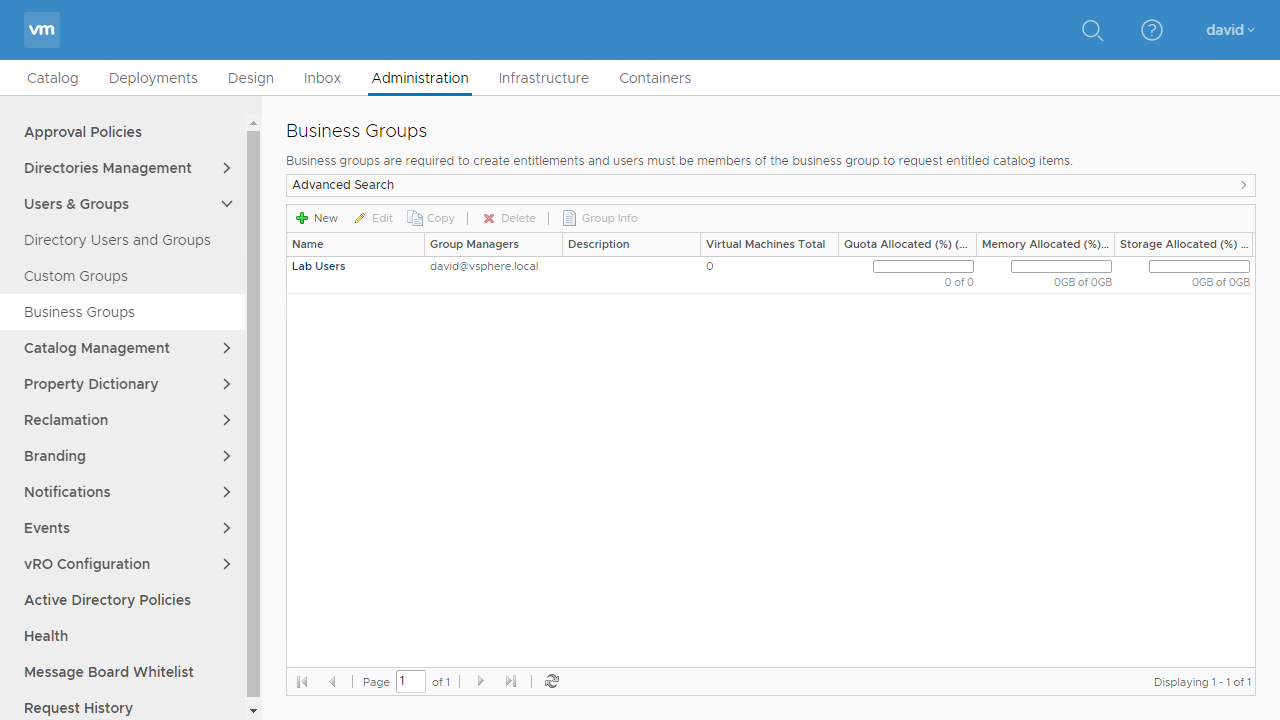 vm
david
Catalog Deployments Design Inbox Administration Infrastructure Containers
Approval Policies
Directories Management
Users & Groups
Directory Users and Groups
Custom Groups
Business Groups
Catalog Management
Property Dictionary
Reclamation
Branding
Notifications
Events
vRO Configuration
Active Directory Policies
Health
Message Board Whitelist
Request History
Business Groups
Business groups are required to create entitlements and users must be members of the business group to request entitled catalog items.
Advanced Search
New Edit Copy Delete Group Info
Name Group Managers Description Virtual Machines Total Quota Allocated (%) (... Memory Allocated (%)... Storage Allocated (%) ...
Lab Users david@vsphere.local 0
0 of 0 0GB of 0GB 0GB of 0GB
Page 1 of 1 Displaying 1 - 1 of 1